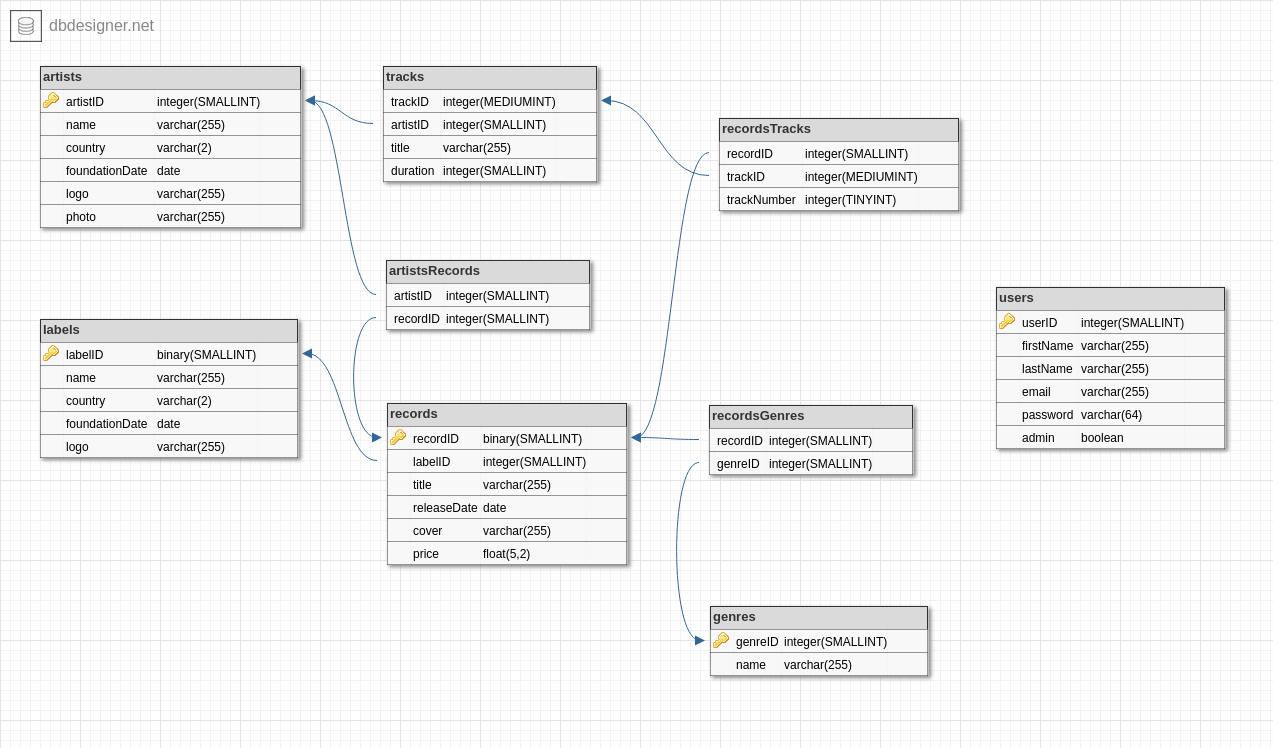 dbdesigner.net
artists
artistID integer(SMALLINT)
name varchar(255)
country varchar(2)
foundationDate date
logo varchar(255)
photo varchar(255)
tracks
trackID integer(MEDIUMINT)
artistID integer(SMALLINT)
title varchar(255)
duration integer(SMALLINT)
recordsTracks
recordID integer(SMALLINT)
trackID integer(MEDIUMINT)
trackNumber integer(TINYINT)
artistsRecords
artistID integer(SMALLINT)
recordID integer(SMALLINT)
users
userID integer(SMALLINT)
firstName varchar(255)
lastName varchar(255)
email varchar(255)
password varchar(64)
admin boolean
labels
labelID binary(SMALLINT)
name varchar(255)
country varchar(2)
foundationDate date
logo varchar(255)
records
recordID binary(SMALLINT)
labelID integer(SMALLINT)
title varchar(255)
releaseDate date
cover varchar(255)
price float(5,2)
recordsGenres
recordID integer(SMALLINT)
genreID integer(SMALLINT)
genres
genreID integer(SMALLINT)
name varchar(255)